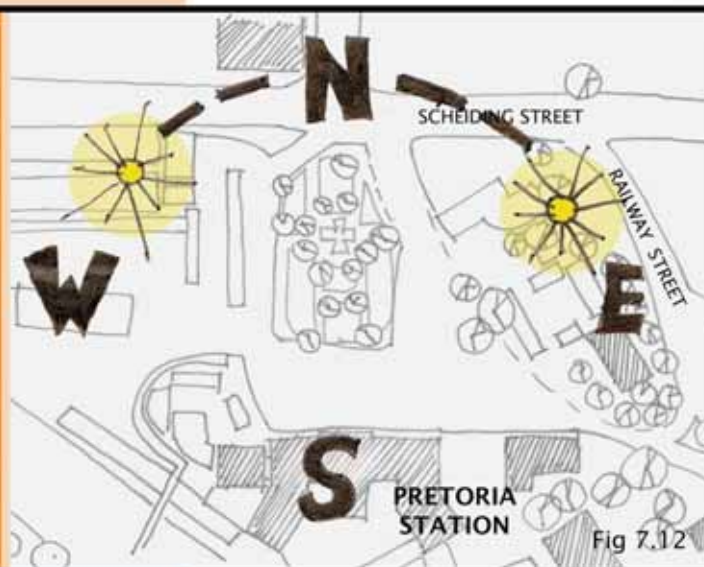 N
SCHEIDING STREET
RAILWAY STREET
W
E
S
PRETORIA
STATION
Fig 7.12